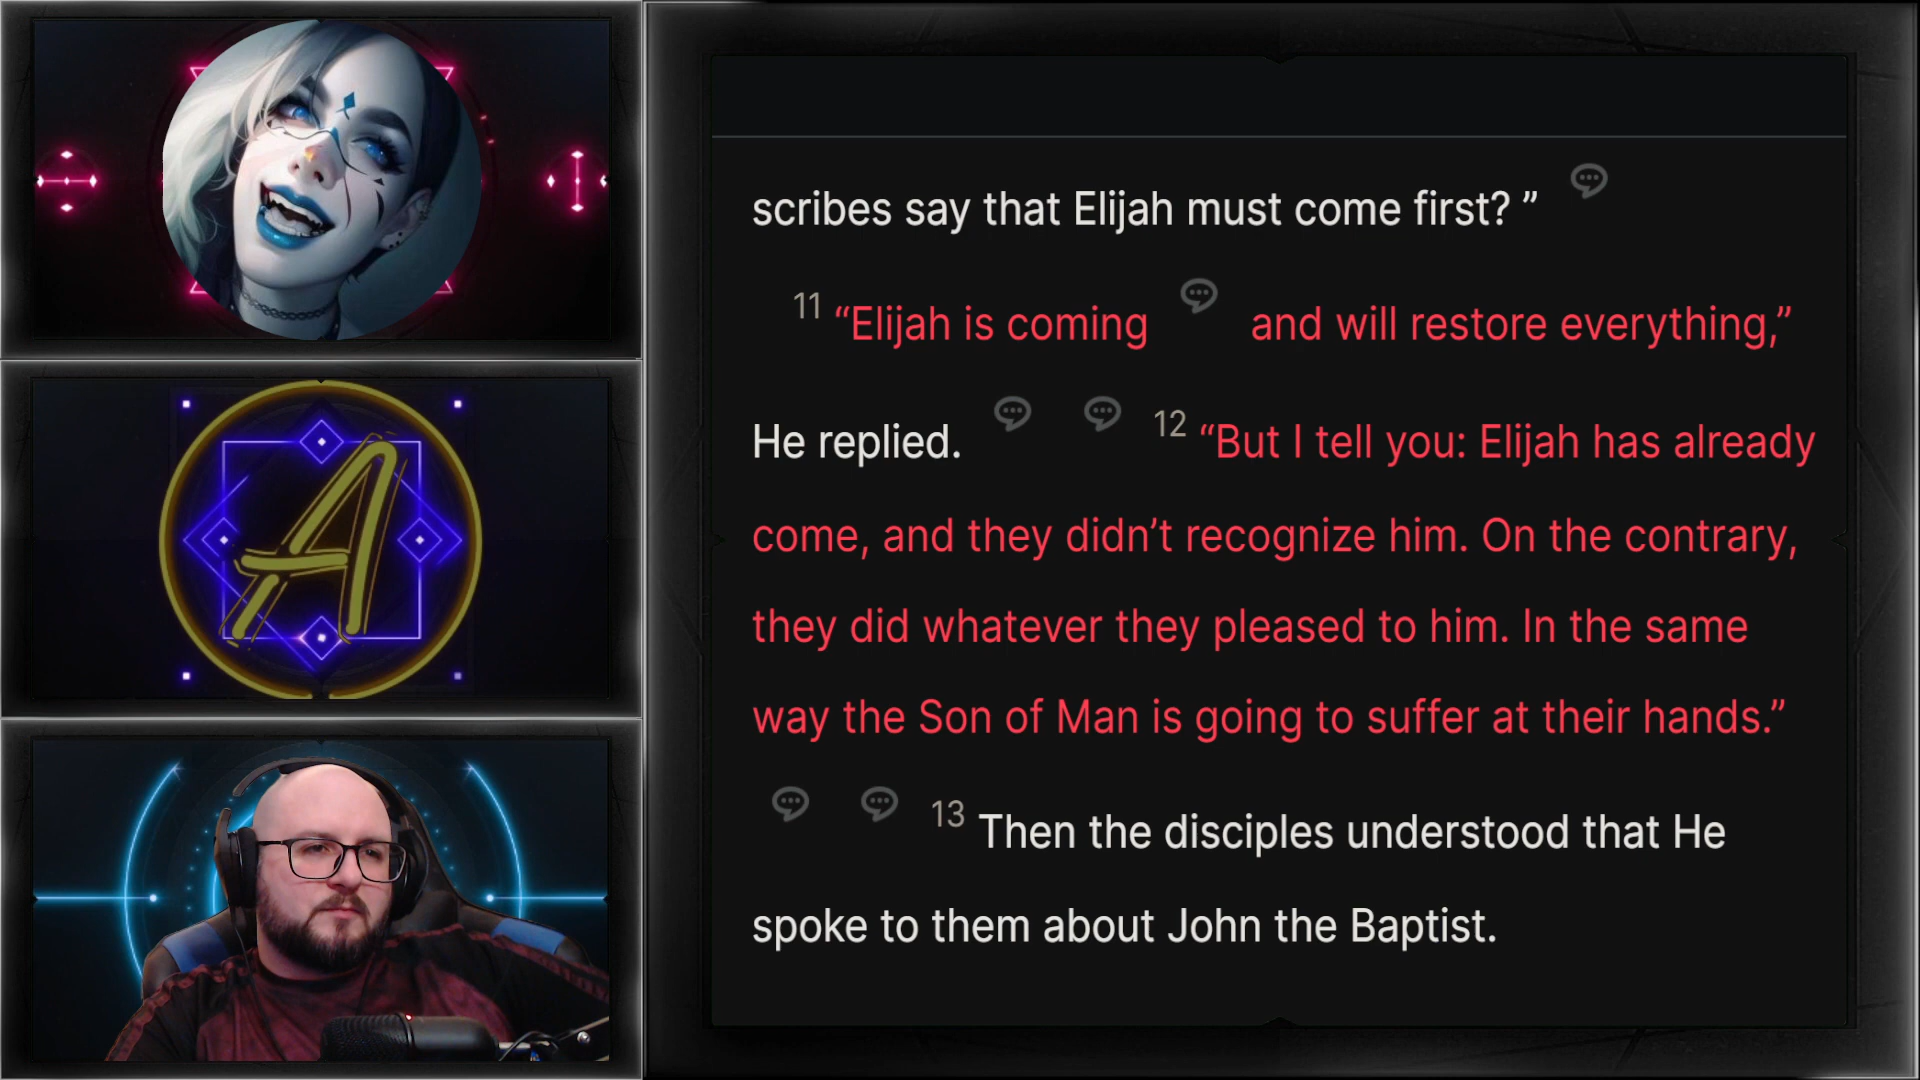 scribes say that Elijah must come first? ”
11 “Elijah is coming and will restore everything,”
He replied. 12 “But I tell you: Elijah has already
come, and they didn’t recognize him. On the contrary,
they did whatever they pleased to him. In the same
way the Son of Man is going to suffer at their hands.”
13 Then the disciples understood that He
spoke to them about John the Baptist.
A